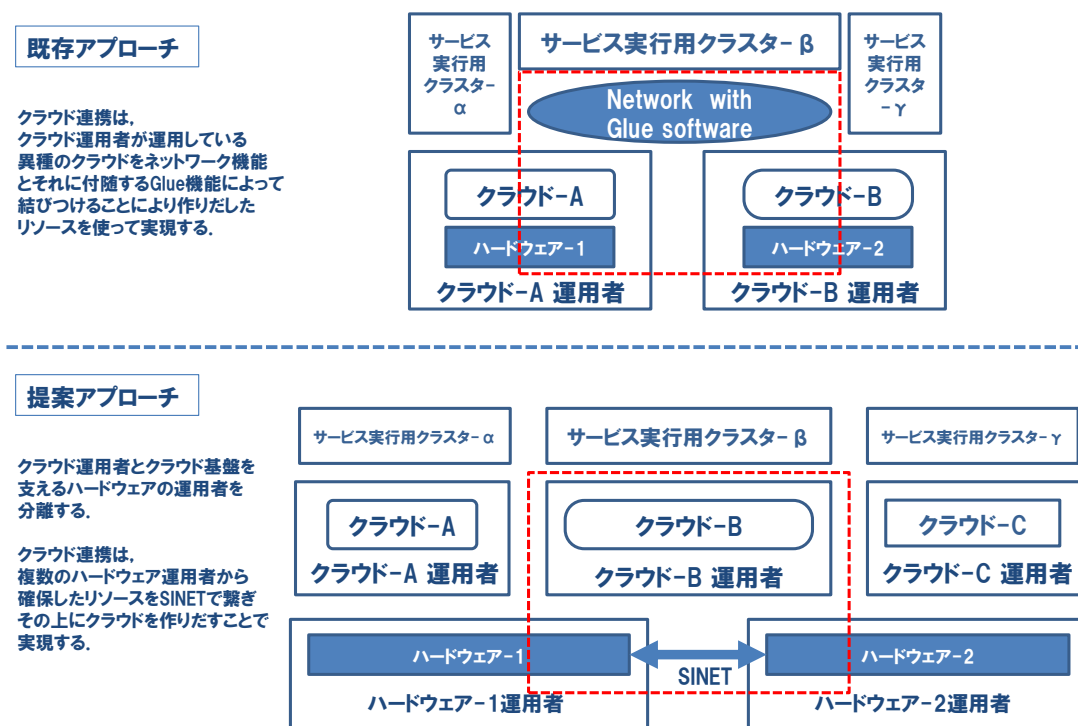 既存アプローチ
クラウド連携は,
クラウド運用者が運用している
異種のクラウドをネットワーク機能
とそれに付随するGlue機能によって
結びつけることにより作りだした
リソースを使って実現する.
サービス
実行用
クラスター-
α
サービス実行用クラスター-β
サービス
実行用
クラスタ
-γ
Network with
Glue software
クラウド-A
ハードウェア-1
クラウド-A 運用者
クラウド-B
ハードウェア-2
クラウド-B 運用者
提案アプローチ
クラウド運用者とクラウド基盤を
支えるハードウェアの運用者を
分離する.
クラウド連携は,
複数のハードウェア運用者から
確保したリソースをSINETで繋ぎ
その上にクラウドを作りだすことで
実現する.
サービス実行用クラスター-α
サービス実行用クラスター-β
サービス実行用クラスター-γ
クラウド-A
クラウド-A 運用者
クラウド-B
クラウド-B 運用者
クラウド-C
クラウド-C 運用者
ハードウェア-1
SINET
ハードウェア-2
ハードウェア-1運用者
ハードウェア-2運用者